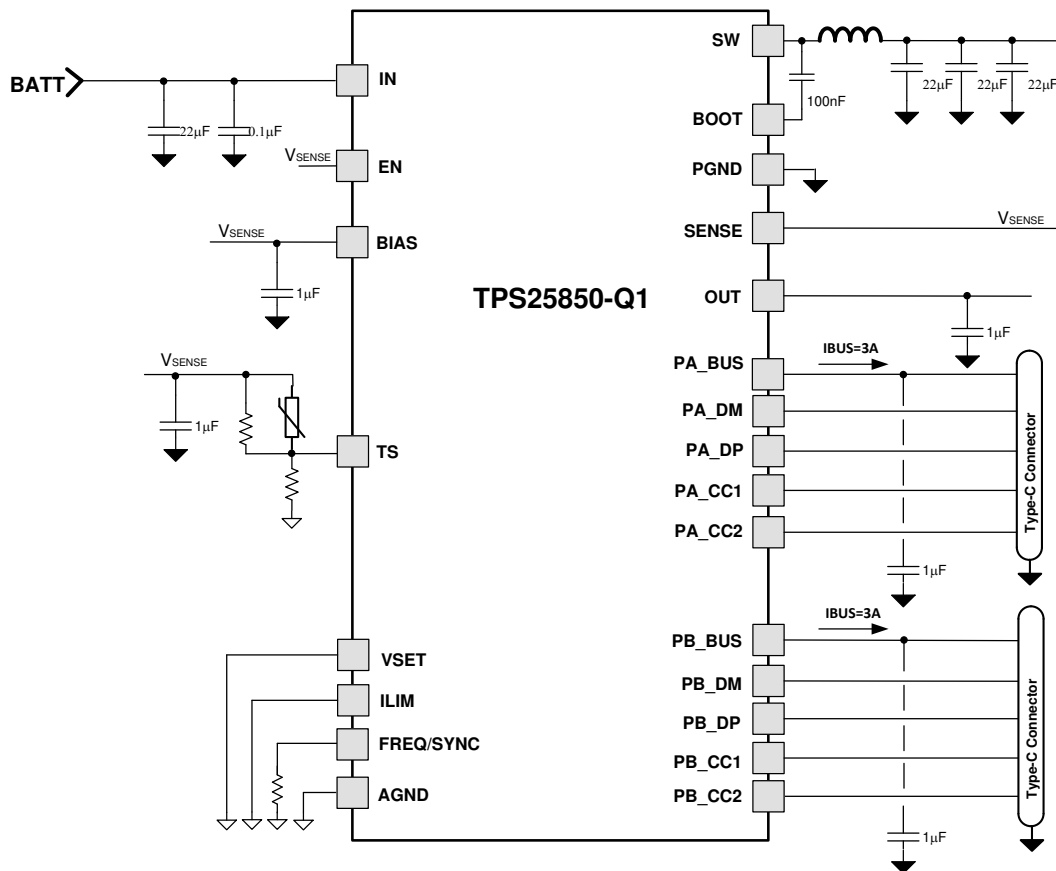 BATT
22µF
0.1µF
IN
VSENSE
EN
VSENSE
BIAS
1µF
VSENSE
1µF
TS
VSET
ILIM
FREQ/SYNC
AGND
TPS25850-Q1
SW
100nF
22µF
22µF
22µF
BOOT
PGND
SENSE
VSENSE
OUT
1µF
PA_BUS
IBUS=3A
PA_DM
PA_DP
PA_CC1
PA_CC2
Type-C Connector
1µF
PB_BUS
IBUS=3A
PB_DM
PB_DP
PB_CC1
PB_CC2
Type-C Connector
1µF